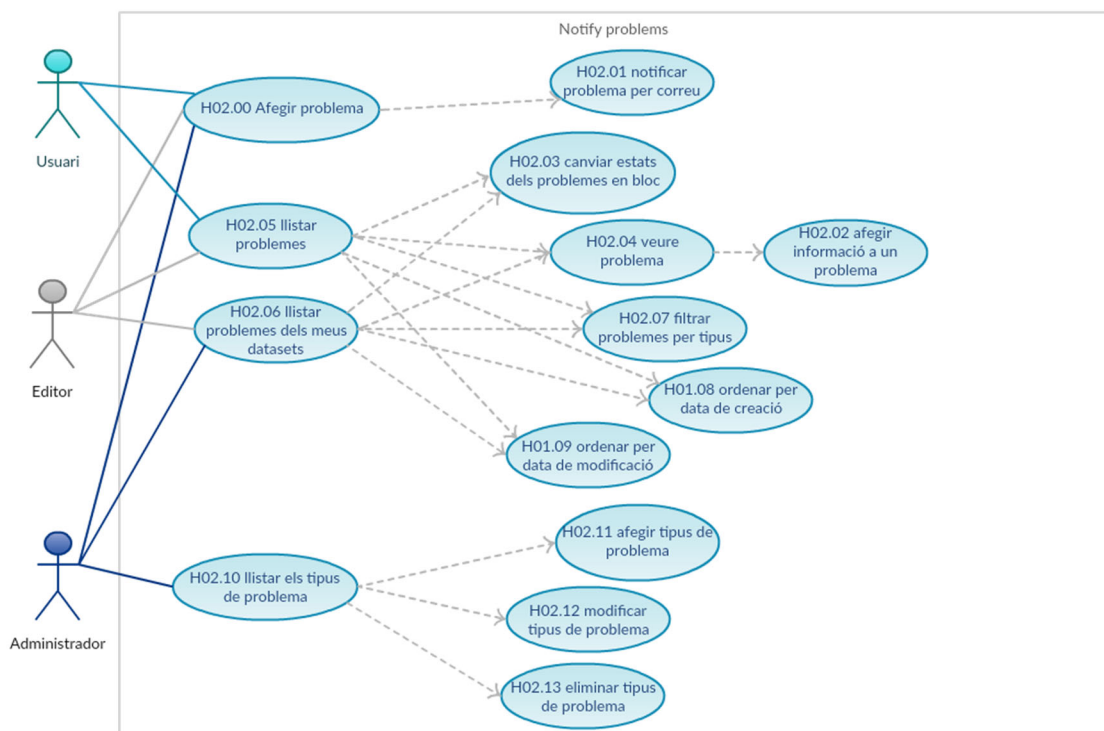 Notify problems
Usuari
H02.00 Afegir problema
H02.01 notificar
problema per correu
H02.03 canviar estats
dels problemes en bloc
H02.05 llistar
problemes
H02.04 veure
problema
H02.02 afegir
informació a un
problema
Editor
H02.06 llistar
problemes dels meus
datasets
H02.07 filtrar
problemes per tipus
H01.08 ordenar per
data de creació
H01.09 ordenar per
data de modificació
Administrador
H02.10 llistar els tipus
de problema
H02.11 afegir tipus de
problema
H02.12 modificar
tipus de problema
H02.13 eliminar tipus
de problema